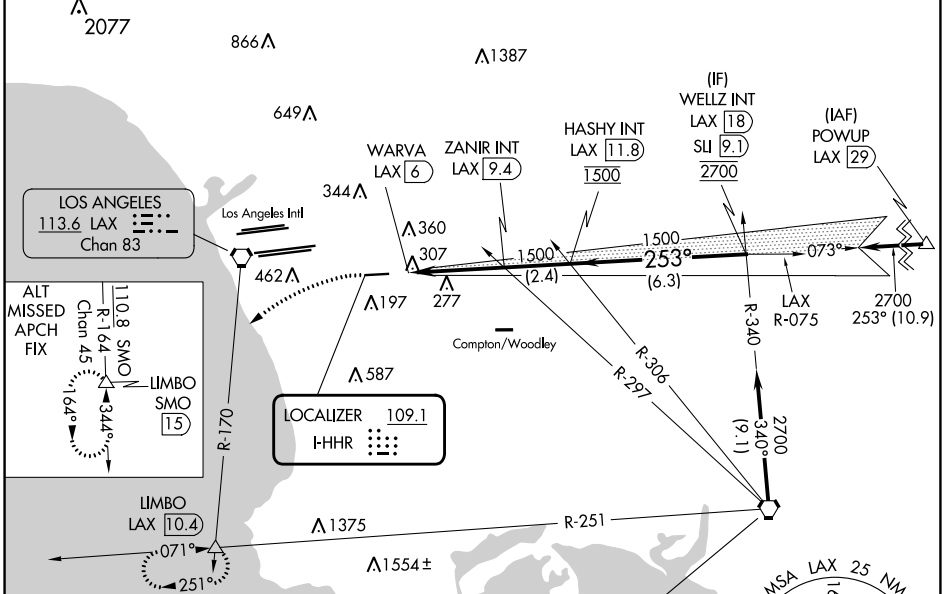 2077
866
1387
649
(IF)
WELLZ INT
LAX 18
SLI 9.1
2700
(IAF)
POWUP
LAX 29
HASHY INT
LAX 11.8
1500
ZANIR INT
LAX 9.4
WARVA
LAX 6
344
LOS ANGELES
113.6 LAX
Chan 83
Los Angeles Intl
360
307
462
197
277
1500
1500
(2.4)
253°
(6.3)
073°
LAX
R-075
2700
253° (10.9)
Compton/Woodley
R-340
R-306
R-297
587
ALT
MISSED
APCH
FIX
110.8 SMO
R-164
Chan 45
LIMBO
SMO
15
164°
344°
R-170
LOCALIZER 109.1
I-HHR
2700
340°
(9.1)
LIMBO
LAX 10.4
071°
251°
1375
R-251
1554±
MSA LAX 25 NM